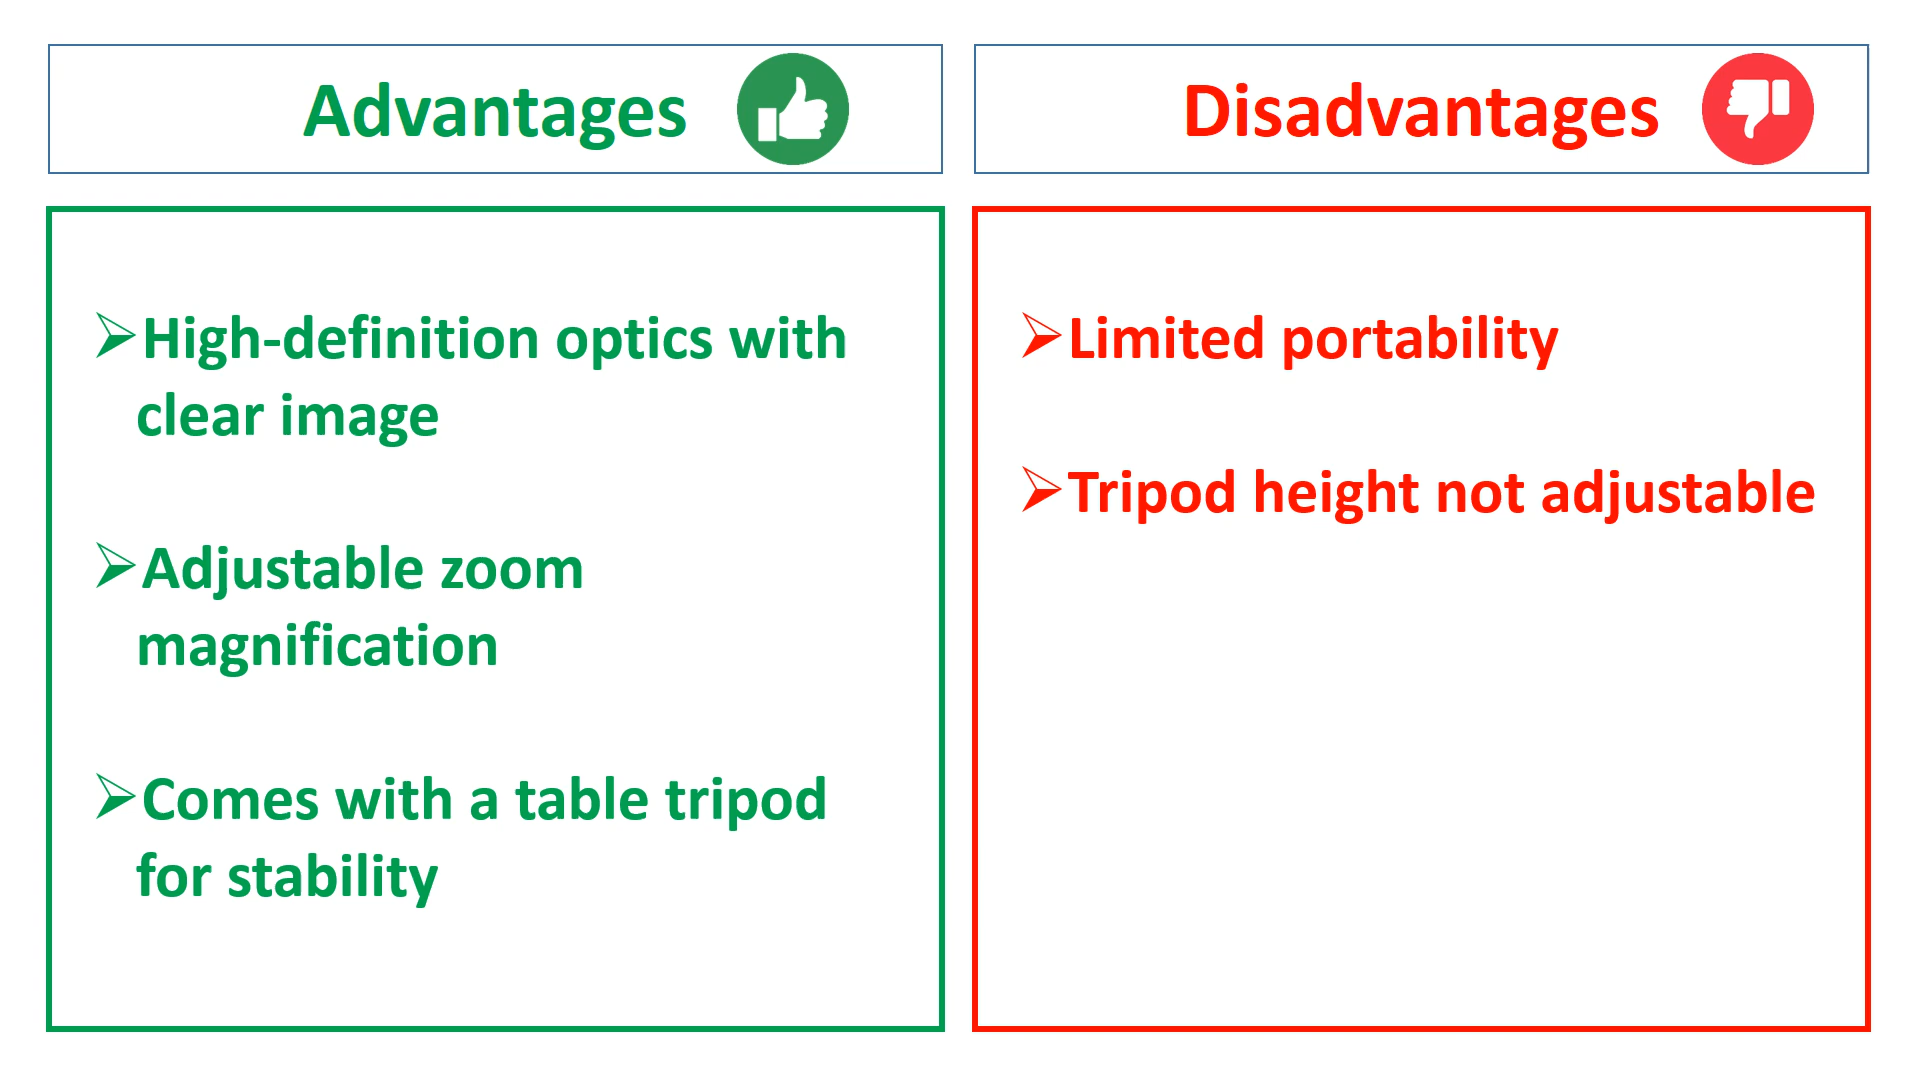 Advantages
Disadvantages
➢High-definition optics with
clear image
➢Adjustable zoom
magnification
➢Comes with a table tripod
for stability
➢Limited portability
➢Tripod height not adjustable